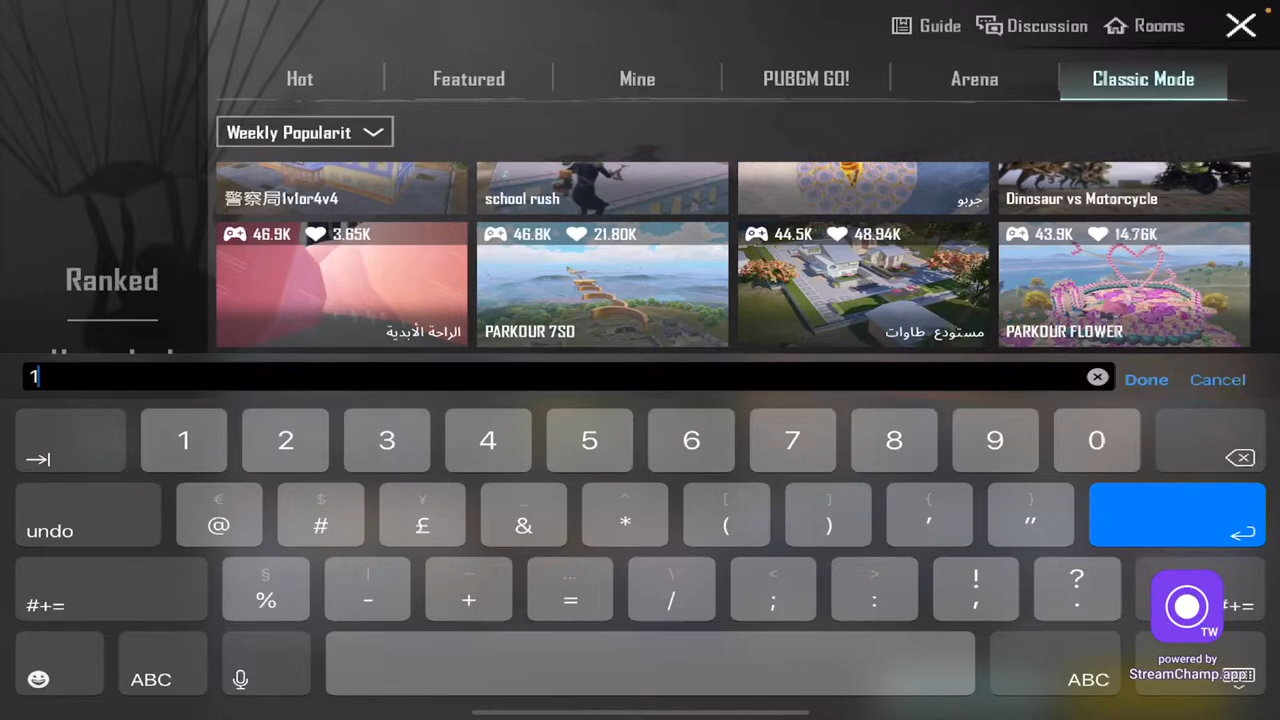 Guide Discussion Rooms
Hot Featured Mine PUBGM GO! Arena Classic Mode
Weekly Popularit
警察局1v1or4v4 school rush جربو Dinosaur vs Motorcycle
46.9K 3.65K 46.8K 21.80K 44.5K 48.94K 43.9K 14.76K
Ranked
الراحة الأبدية PARKOUR 7SD مستودع طاوات PARKOUR FLOWER
1 Done Cancel
1 2 3 4 5 6 7 8 9 0
€ $ ¥ _ ^ [ ] { }
undo @ # £ & * ( ) ' "
§ | ~ … \ < > ! ?
#+= % - + = / ; : , . #+=
ABC ABC
TW
powered by
StreamChamp.app